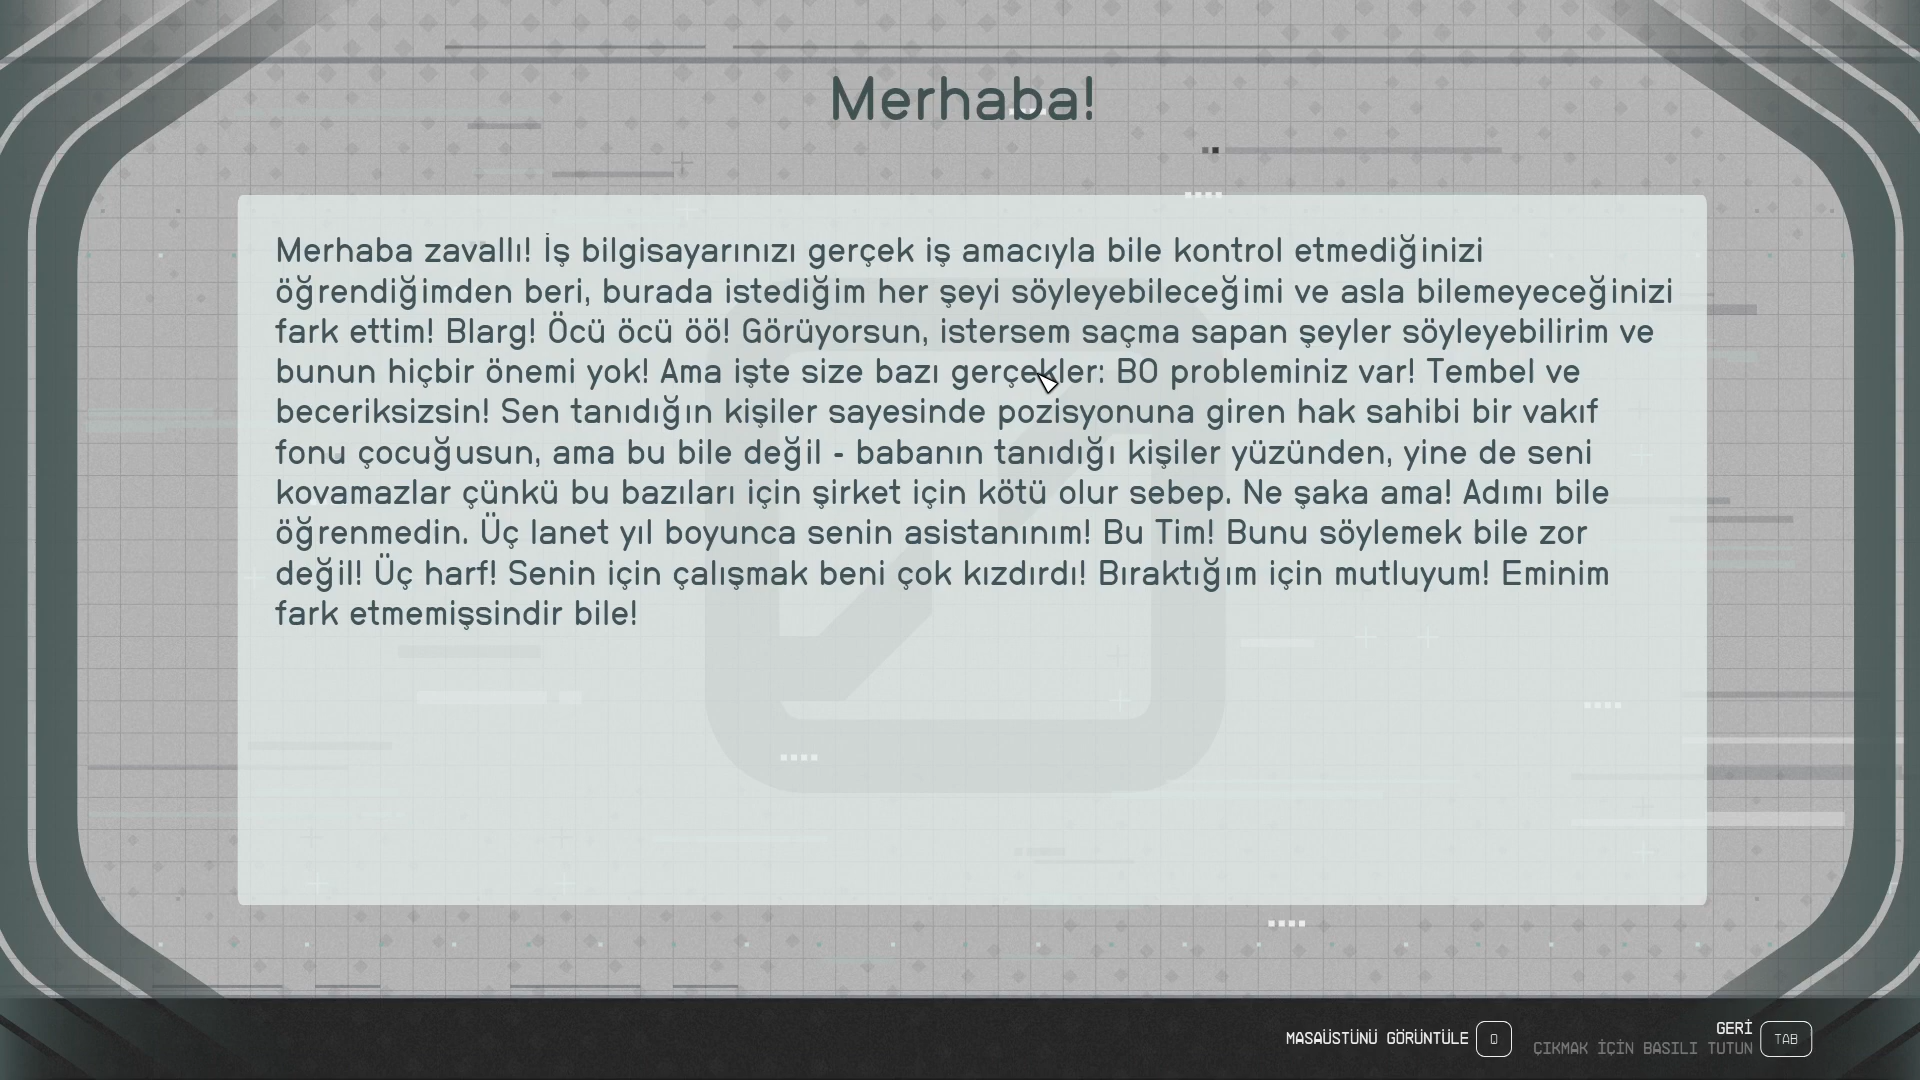 Merhaba!
Merhaba zavallı! İş bilgisayarınızı gerçek iş amacıyla bile kontrol etmediğinizi
öğrendiğimden beri, burada istediğim her şeyi söyleyebileceğimi ve asla bilemeyeceğinizi
fark ettim! Blarg! Öcü öcü öö! Görüyorsun, istersem saçma sapan şeyler söyleyebilirim ve
bunun hiçbir önemi yok! Ama işte size bazı gerçekler: BO probleminiz var! Tembel ve
beceriksizsin! Sen tanıdığın kişiler sayesinde pozisyonuna giren hak sahibi bir vakıf
fonu çocuğusun, ama bu bile değil - babanın tanıdığı kişiler yüzünden, yine de seni
kovamazlar çünkü bu bazıları için şirket için kötü olur sebep. Ne şaka ama! Adımı bile
öğrenmedin. Üç lanet yıl boyunca senin asistanınım! Bu Tim! Bunu söylemek bile zor
değil! Üç harf! Senin için çalışmak beni çok kızdırdı! Bıraktığım için mutluyum! Eminim
fark etmemişsindir bile!
MASAÜSTÜNÜ GÖRÜNTÜLE Q
GERİ
ÇIKMAK İÇİN BASILI TUTUN TAB